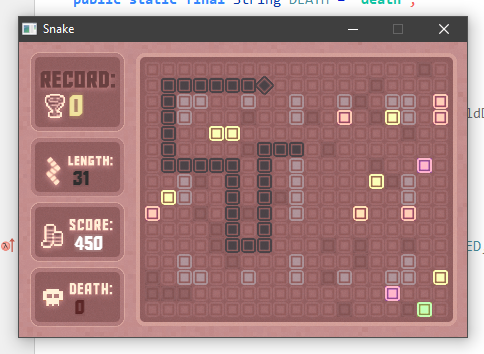 public static final String DEATH = "death";
Snake
RECORD:
0
LENGTH:
31
SCORE:
450
DEATH:
0